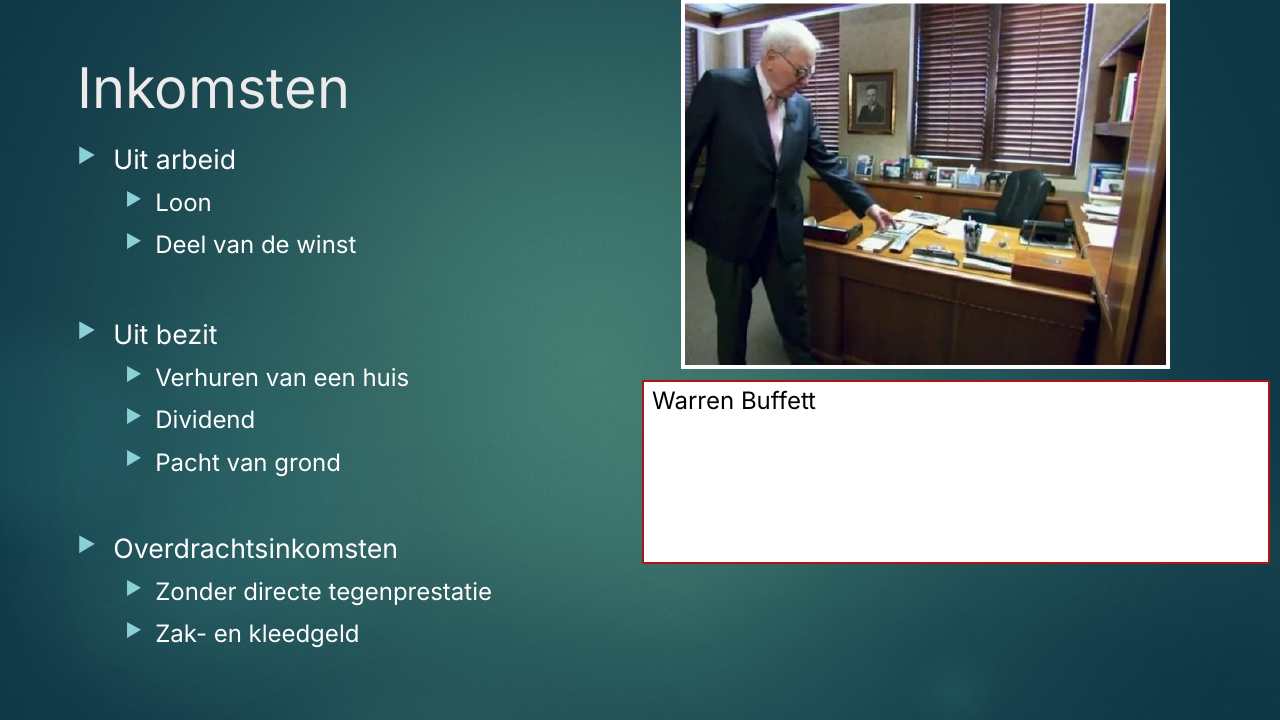 Inkomsten
Uit arbeid
Loon
Deel van de winst
Uit bezit
Verhuren van een huis
Dividend
Pacht van grond
Overdrachtsinkomsten
Zonder directe tegenprestatie
Zak- en kleedgeld
Warren Buffett